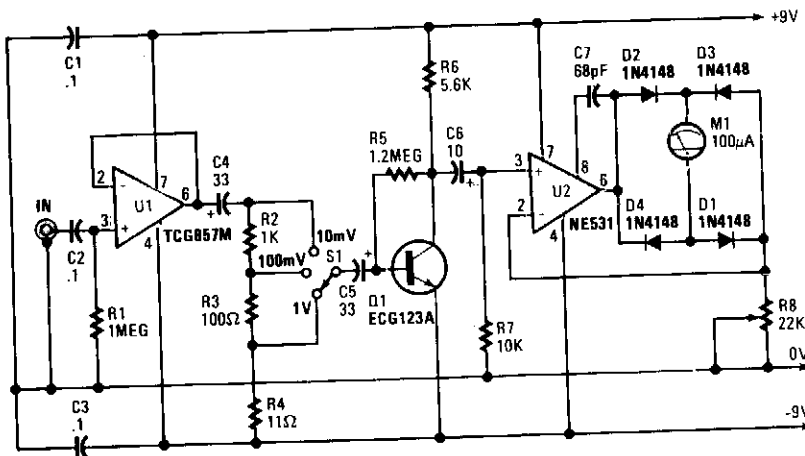 +9V
C1
.1
R6
5.6K
C7
68pF
D2
1N4148
D3
1N4148
R5
1.2MEG
C6
10
+
-
M1
100µA
2
-
7
U1
6
3
+
4
TCG857M
C4
33
+
IN
C2
.1
R1
1MEG
R2
1K
10mV
100mV
S1
1V
R3
100Ω
+
C5
33
Q1
ECG123A
3
+
7
8
U2
6
2
-
4
NE531
D4
1N4148
D1
1N4148
R7
10K
R8
22K
0V
C3
.1
R4
11Ω
-9V